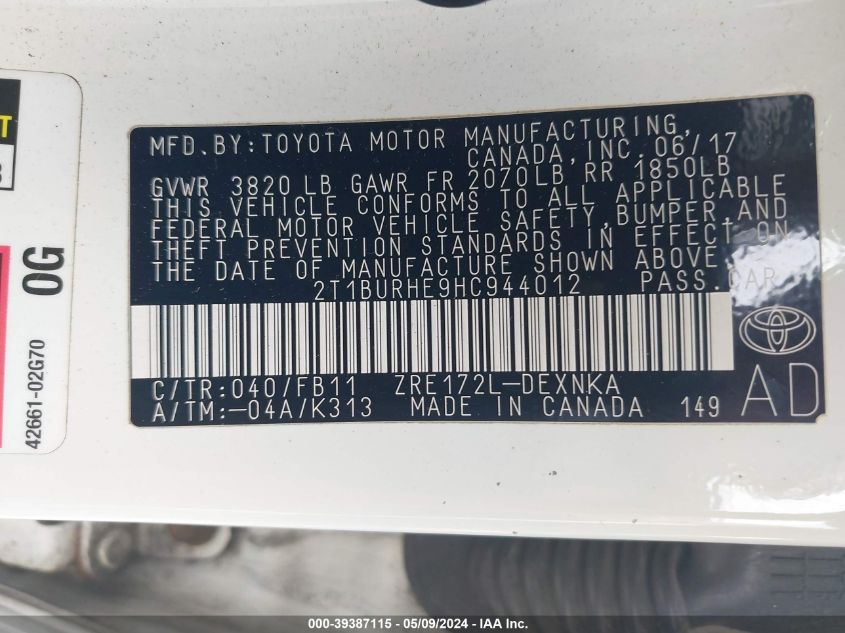 MFD. BY: TOYOTA MOTOR MANUFACTURING,
CANADA, INC. 06/17
GVWR 3820 LB GAWR FR 2070LB RR 1850LB
THIS VEHICLE CONFORMS TO ALL APPLICABLE
FEDERAL MOTOR VEHICLE SAFETY, BUMPER, AND
THEFT PREVENTION STANDARDS IN EFFECT ON
THE DATE OF MANUFACTURE SHOWN ABOVE.
2T1BURHE9HC944012 PASS.CAR
C/TR:040/FB11 ZRE172L-DEXNKA
A/TM:-04A/K313 MADE IN CANADA 149
AD
0G
42661-02G70
000-39387115 - 05/09/2024 - IAA Inc.